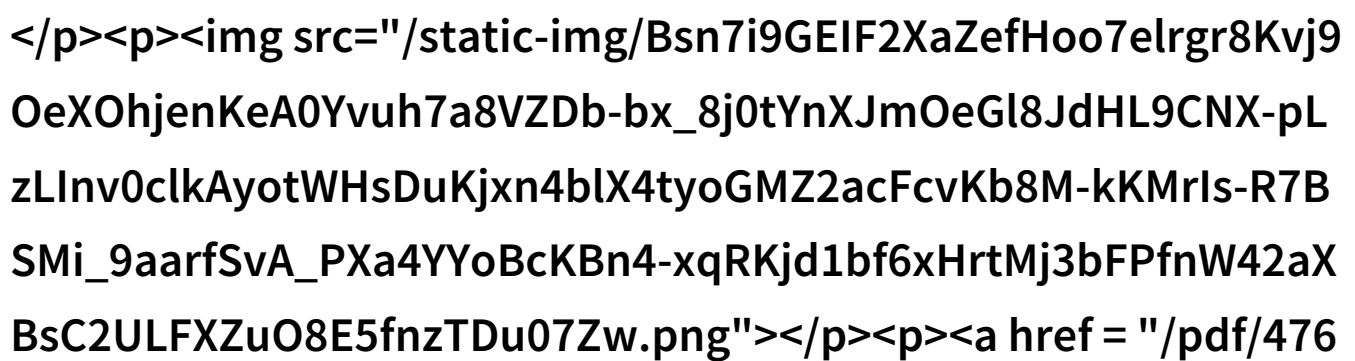 </p><p><img src="/static-img/Bsn7i9GEIF2XaZefHoo7elrgr8Kvj9
OeXOhjenKeA0Yvuh7a8VZDb-bx_8j0tYnXJmOeGl8JdHL9CNX-pL
zLInv0clkAyotWHsDuKjxn4blX4tyoGMZ2acFcvKb8M-kKMrIs-R7B
SMi_9aarfSvA_PXa4YYoBcKBn4-xqRKjd1bf6xHrtMj3bFPfnW42aX
BsC2ULFXZuO8E5fnzTDu07Zw.png"></p><p><a href = "/pdf/476